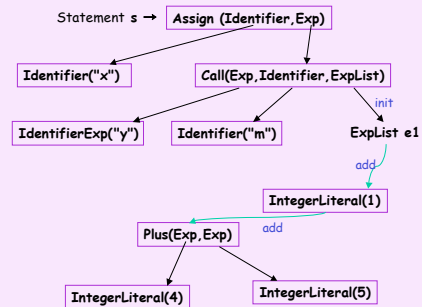 Statement s → Assign (Identifier,Exp)
Identifier("x")
Call(Exp,Identifier,ExpList)
init
IdentifierExp("y")
Identifier("m")
ExpList e1
add
IntegerLiteral(1)
add
Plus(Exp,Exp)
IntegerLiteral(4)
IntegerLiteral(5)